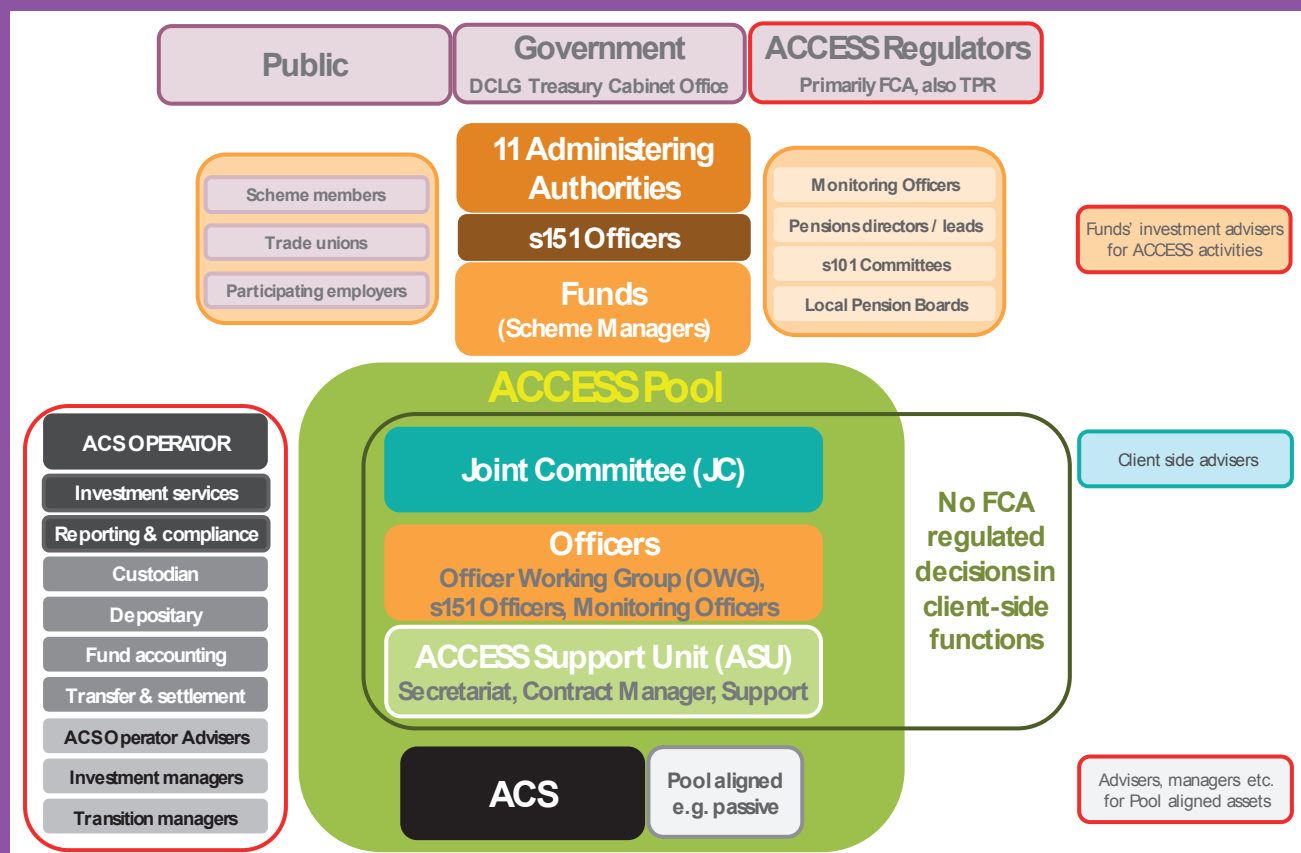 Public
Government
DCLG Treasury Cabinet Office
ACCESS Regulators
Primarily FCA, also TPR
11 Administering
Authorities
s151 Officers
Funds
(Scheme Managers)
Scheme members
Trade unions
Participating employers
Monitoring Officers
Pensions directors / leads
s101 Committees
Local Pension Boards
Funds' investment advisers
for ACCESS activities
ACCESS Pool
ACS OPERATOR
Investment services
Reporting & compliance
Custodian
Depositary
Fund accounting
Transfer & settlement
ACS Operator Advisers
Investment managers
Transition managers
Joint Committee (JC)
Officers
Officer Working Group (OWG),
s151 Officers, Monitoring Officers
ACCESS Support Unit (ASU)
Secretariat, Contract Manager, Support
No FCA
regulated
decisions in
client-side
functions
Client side advisers
ACS
Pool aligned
e.g. passive
Advisers, managers etc.
for Pool aligned assets